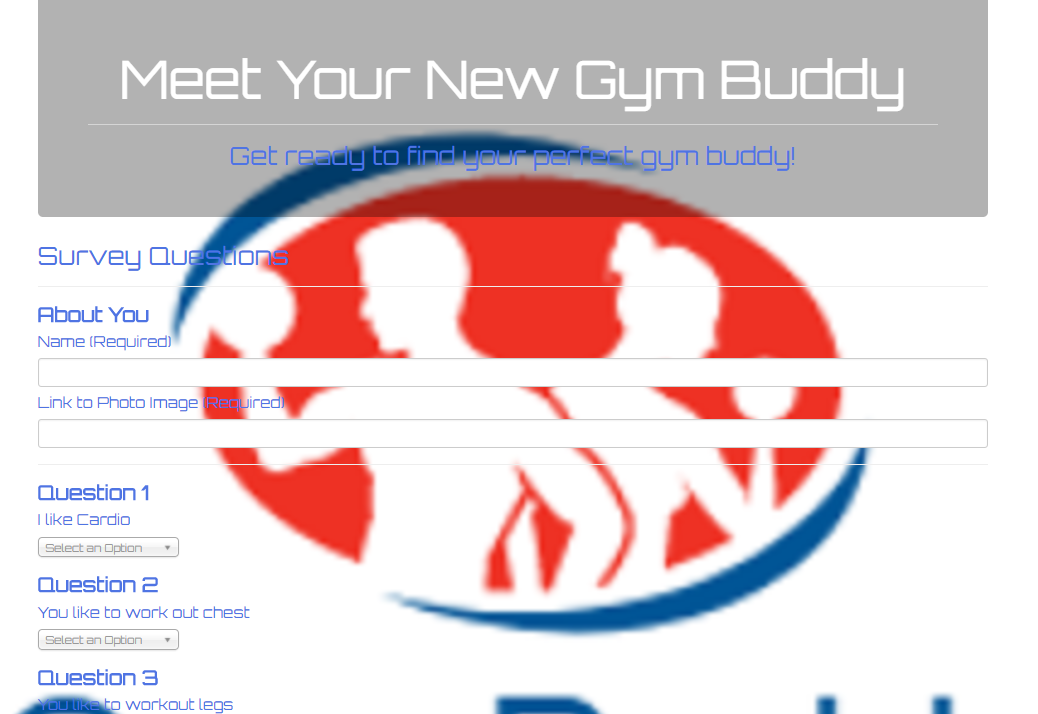 Meet Your New Gym Buddy
Get ready to find your perfect gym buddy!
Survey Questions
About You
Name (Required)
Link to Photo Image (Required)
Question 1
I like Cardio
Select an Option
Question 2
You like to work out chest
Select an Option
Question 3
You like to workout legs